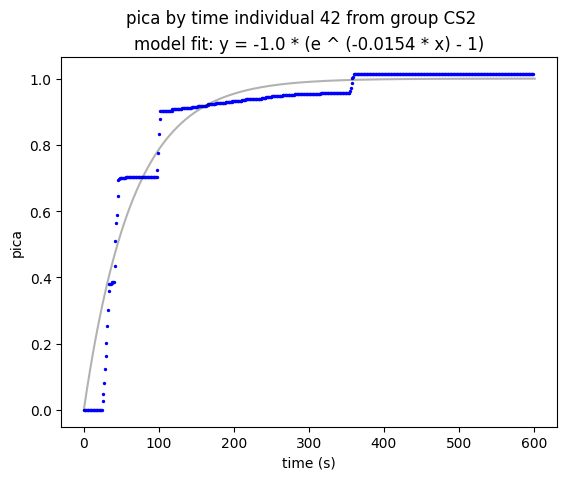 pica by time individual 42 from group CS2
model fit: y = -1.0 * (e ^ (-0.0154 * x) - 1)
1.0
0.8
0.6
0.4
0.2
0.0
pica
0 100 200 300 400 500 600
time (s)